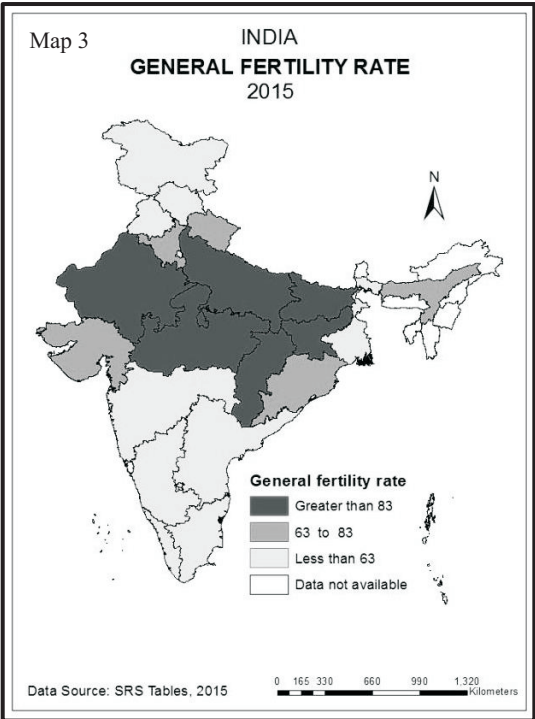 Map 3
INDIA
GENERAL FERTILITY RATE
2015
N
General fertility rate
Greater than 83
63 to 83
Less than 63
Data not available
0 165 330 660 990 1,320
Kilometers
Data Source: SRS Tables, 2015